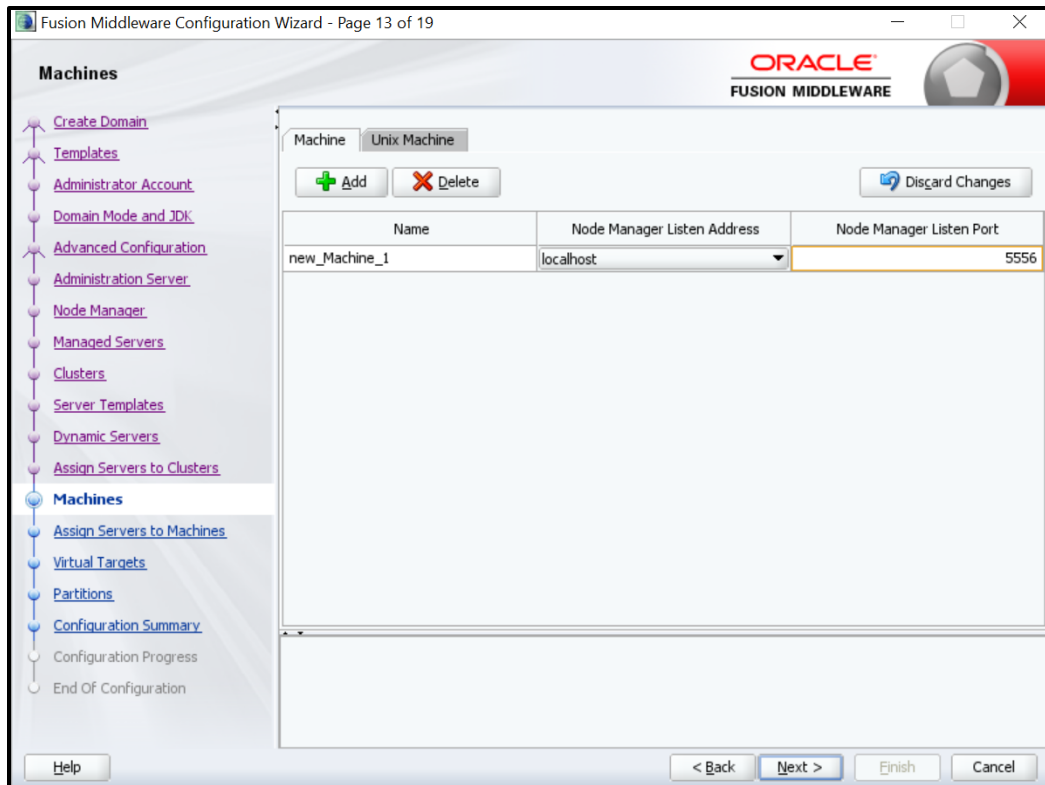 Fusion Middleware Configuration Wizard - Page 13 of 19
Machines
ORACLE
FUSION MIDDLEWARE
Create Domain
Templates
Administrator Account
Domain Mode and JDK
Advanced Configuration
Administration Server
Node Manager
Managed Servers
Clusters
Server Templates
Dynamic Servers
Assign Servers to Clusters
Machines
Assign Servers to Machines
Virtual Targets
Partitions
Configuration Summary
Configuration Progress
End Of Configuration
Machine Unix Machine
Add Delete Discard Changes
Name Node Manager Listen Address Node Manager Listen Port
new_Machine_1 localhost 5556
Help < Back Next > Finish Cancel